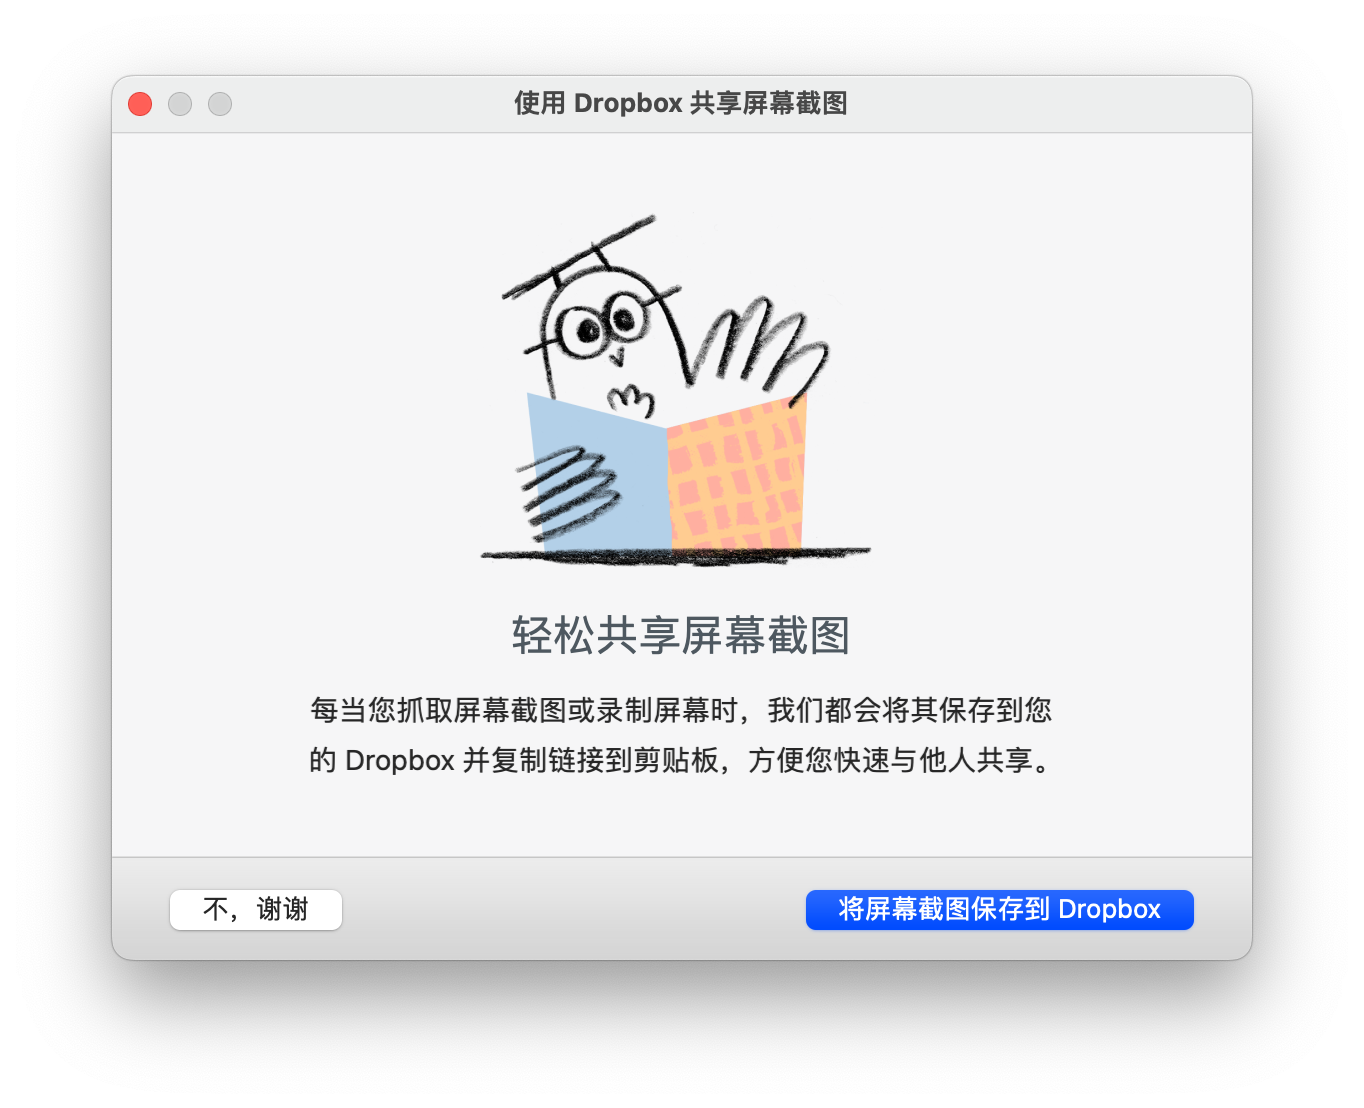 使用 Dropbox 共享屏幕截图
轻松共享屏幕截图
每当您抓取屏幕截图或录制屏幕时，我们都会将其保存到您
的 Dropbox 并复制链接到剪贴板，方便您快速与他人共享。
不，谢谢
将屏幕截图保存到 Dropbox